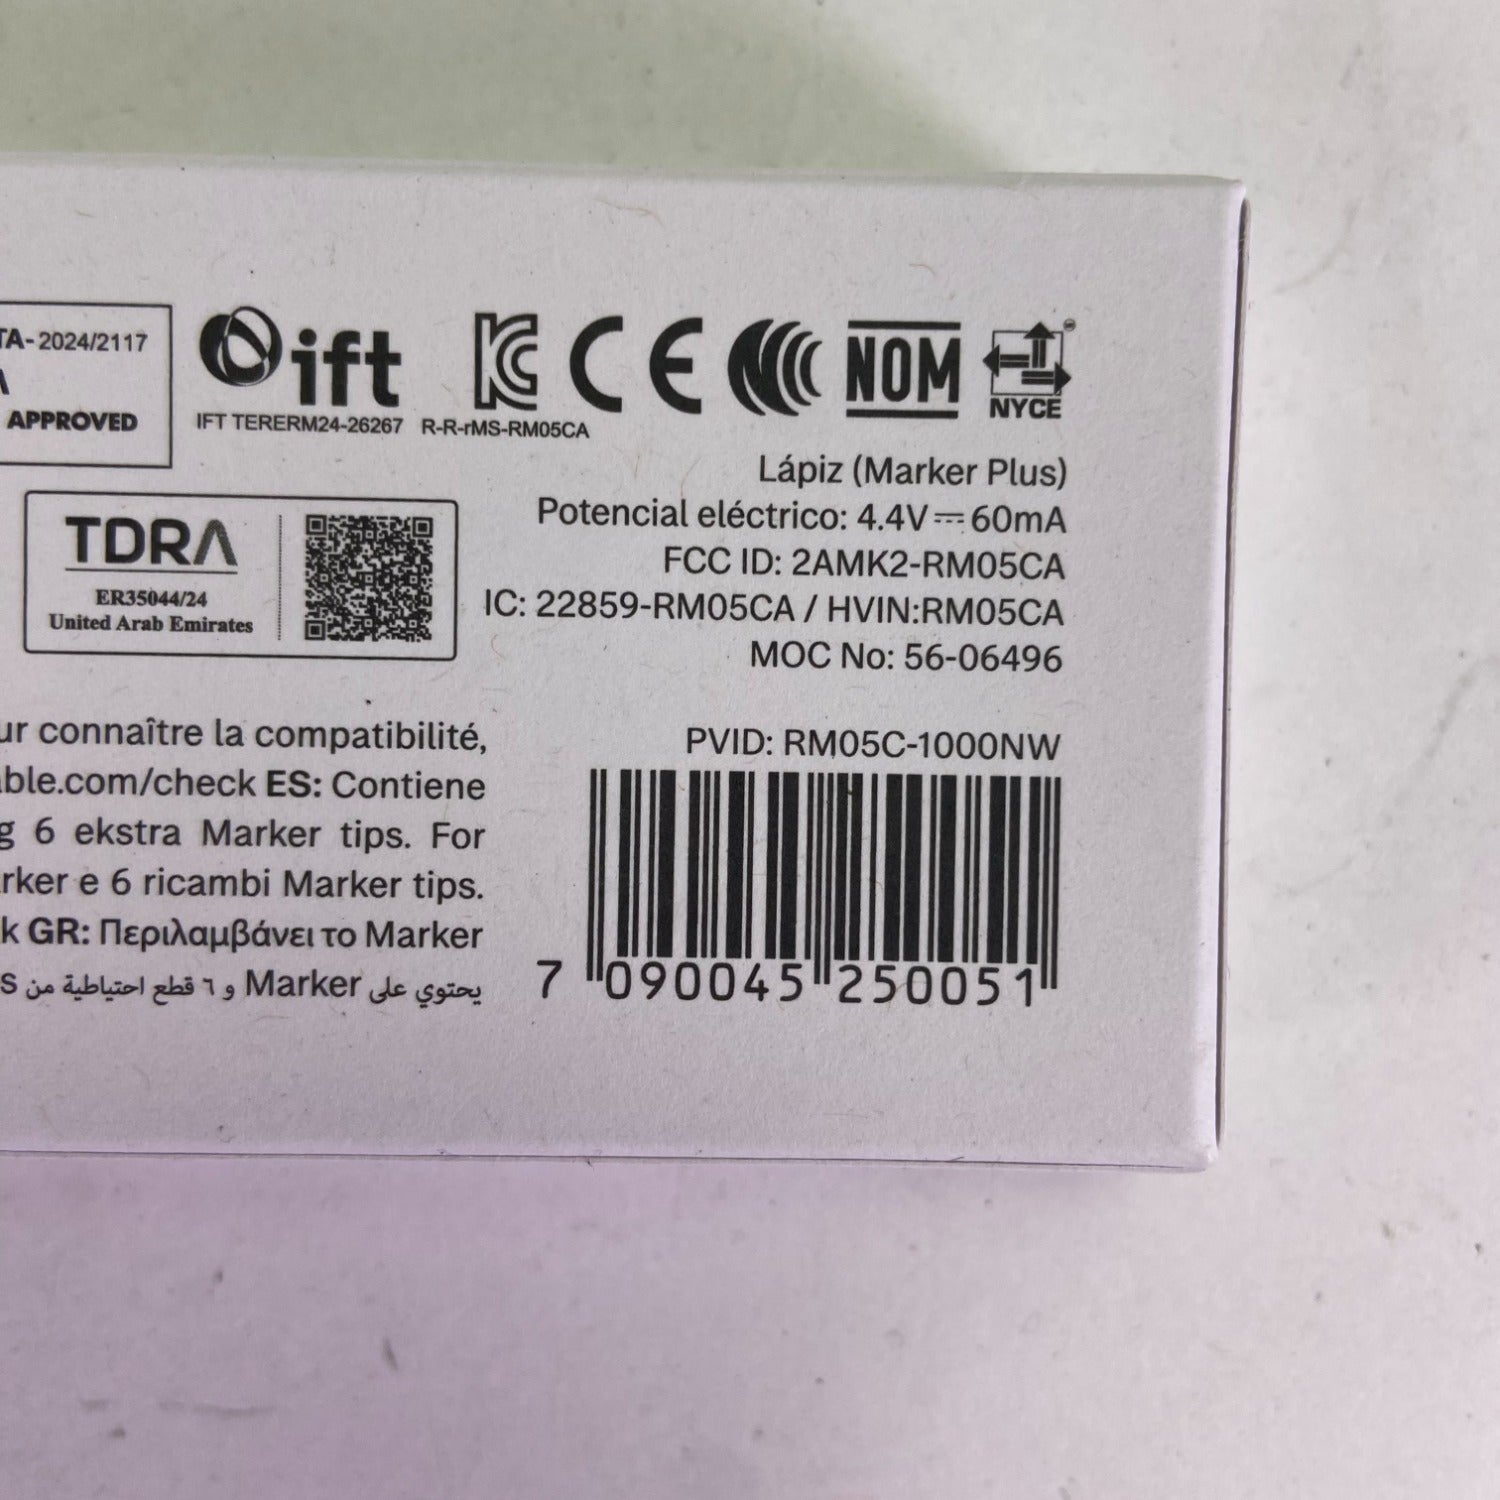 TA- 2024/2117
APPROVED
ift
IFT TERERM24-26267 R-R-rMS-RM05CA
KC CE NOM
NYCE
Lápiz (Marker Plus)
Potencial eléctrico: 4.4V⎓60mA
FCC ID: 2AMK2-RM05CA
IC: 22859-RM05CA / HVIN:RM05CA
MOC No: 56-06496
TDRA
ER35044/24
United Arab Emirates
PVID: RM05C-1000NW
7 090045 250051
ur connaître la compatibilité,
able.com/check ES: Contiene
g 6 ekstra Marker tips. For
rker e 6 ricambi Marker tips.
k GR: Περιλαμβάνει το Marker
يحتوي على Marker و ٦ قطع احتياطية من s